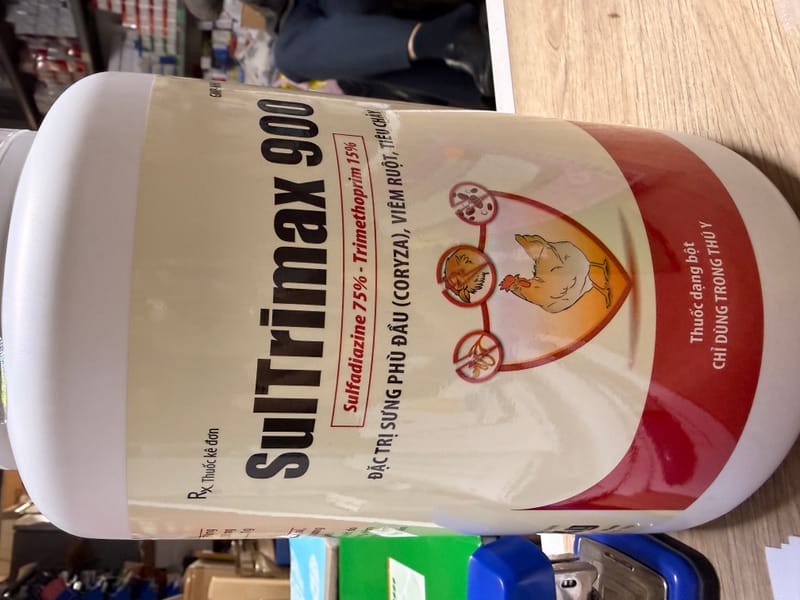 Rx Thuốc kê đơn
SulTrimax 900
Sulfadiazine 75% - Trimethoprim 15%
ĐẶC TRỊ SƯNG PHÙ ĐẦU (CORYZA), VIÊM RUỘT, TIÊU CHẢY
Thuốc dạng bột
CHỈ DÙNG TRONG THÚ Y